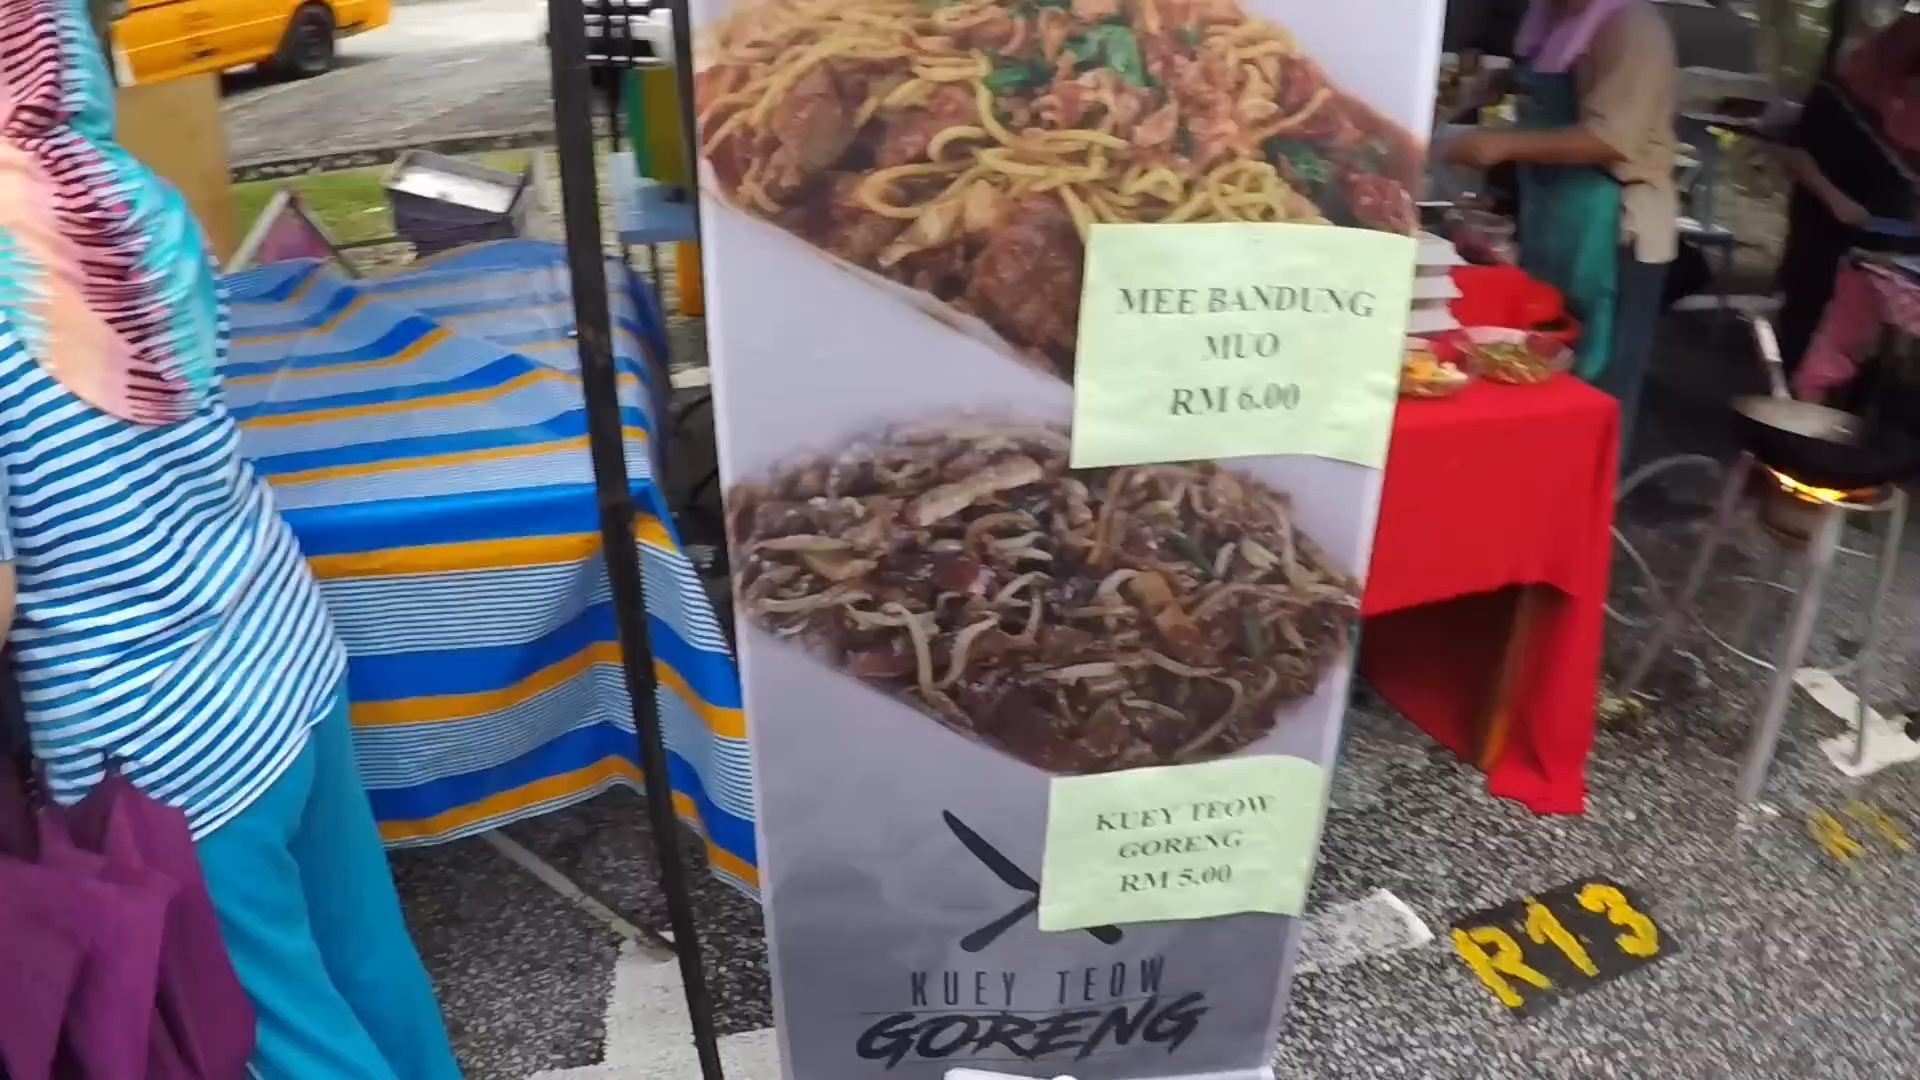 MEE BANDUNG
MUO
RM 6.00
KUEY TEOW
GORENG
RM 5.00
KUEY TEOW
GORENG
R13